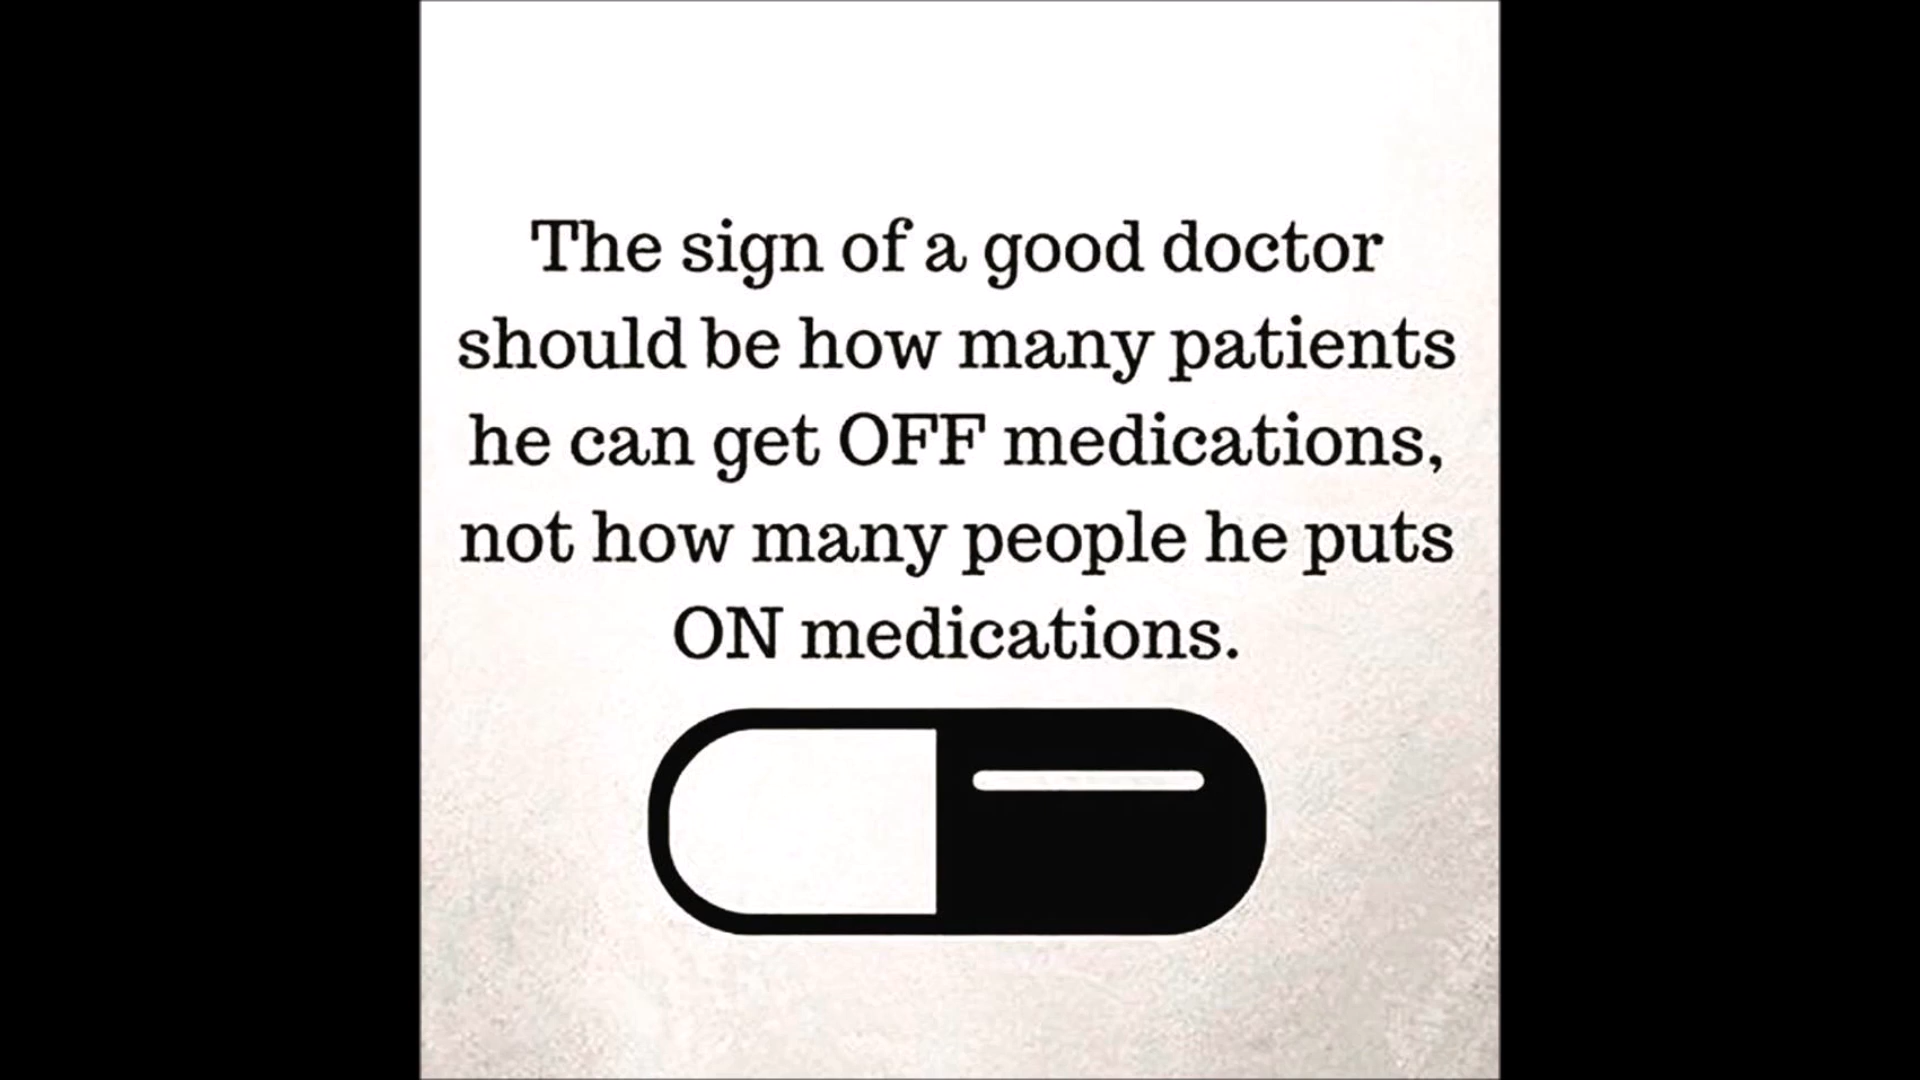 The sign of a good doctor
should be how many patients
he can get OFF medications,
not how many people he puts
ON medications.